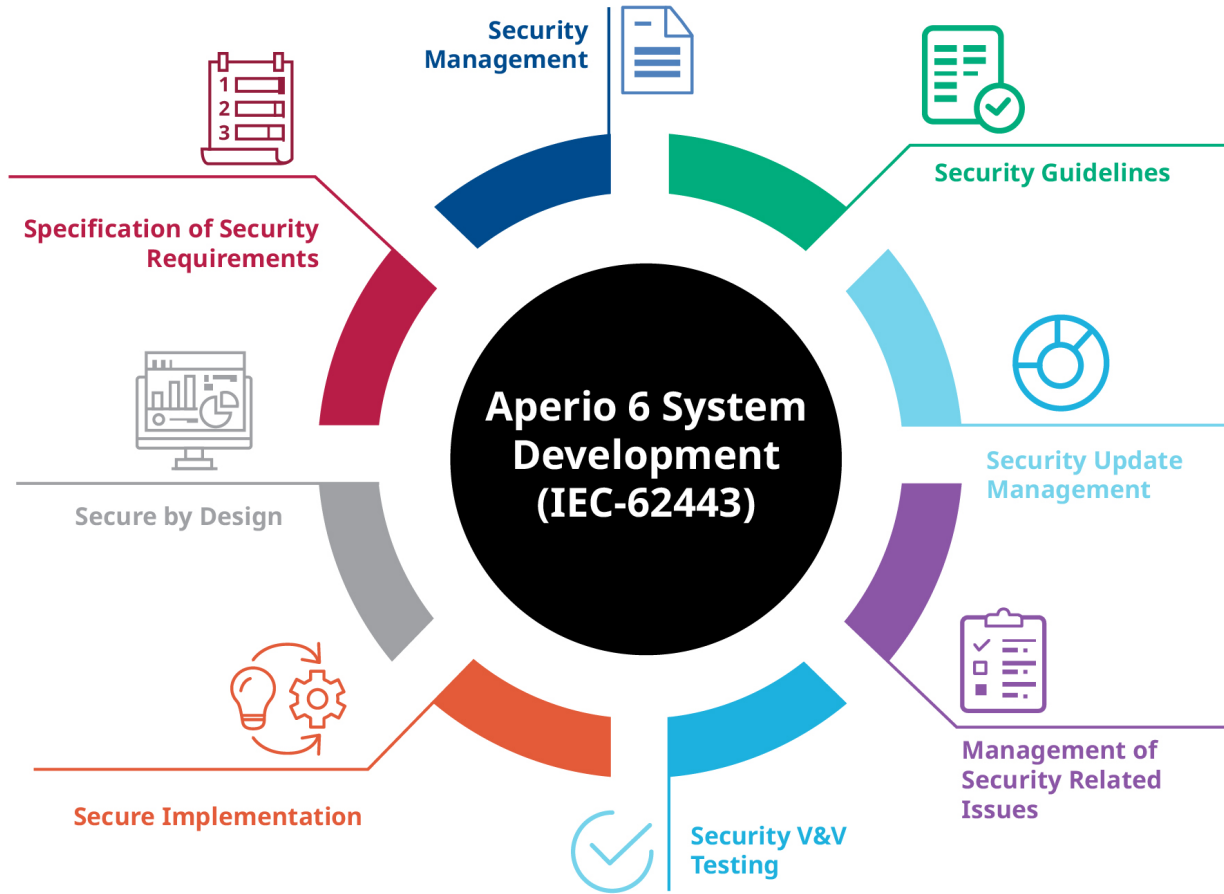 Security
Management
1
2
3
Security Guidelines
Specification of Security
Requirements
Aperio 6 System
Development
(IEC-62443)
Security Update
Management
Secure by Design
Management of
Security Related
Issues
Secure Implementation
Security V&V
Testing